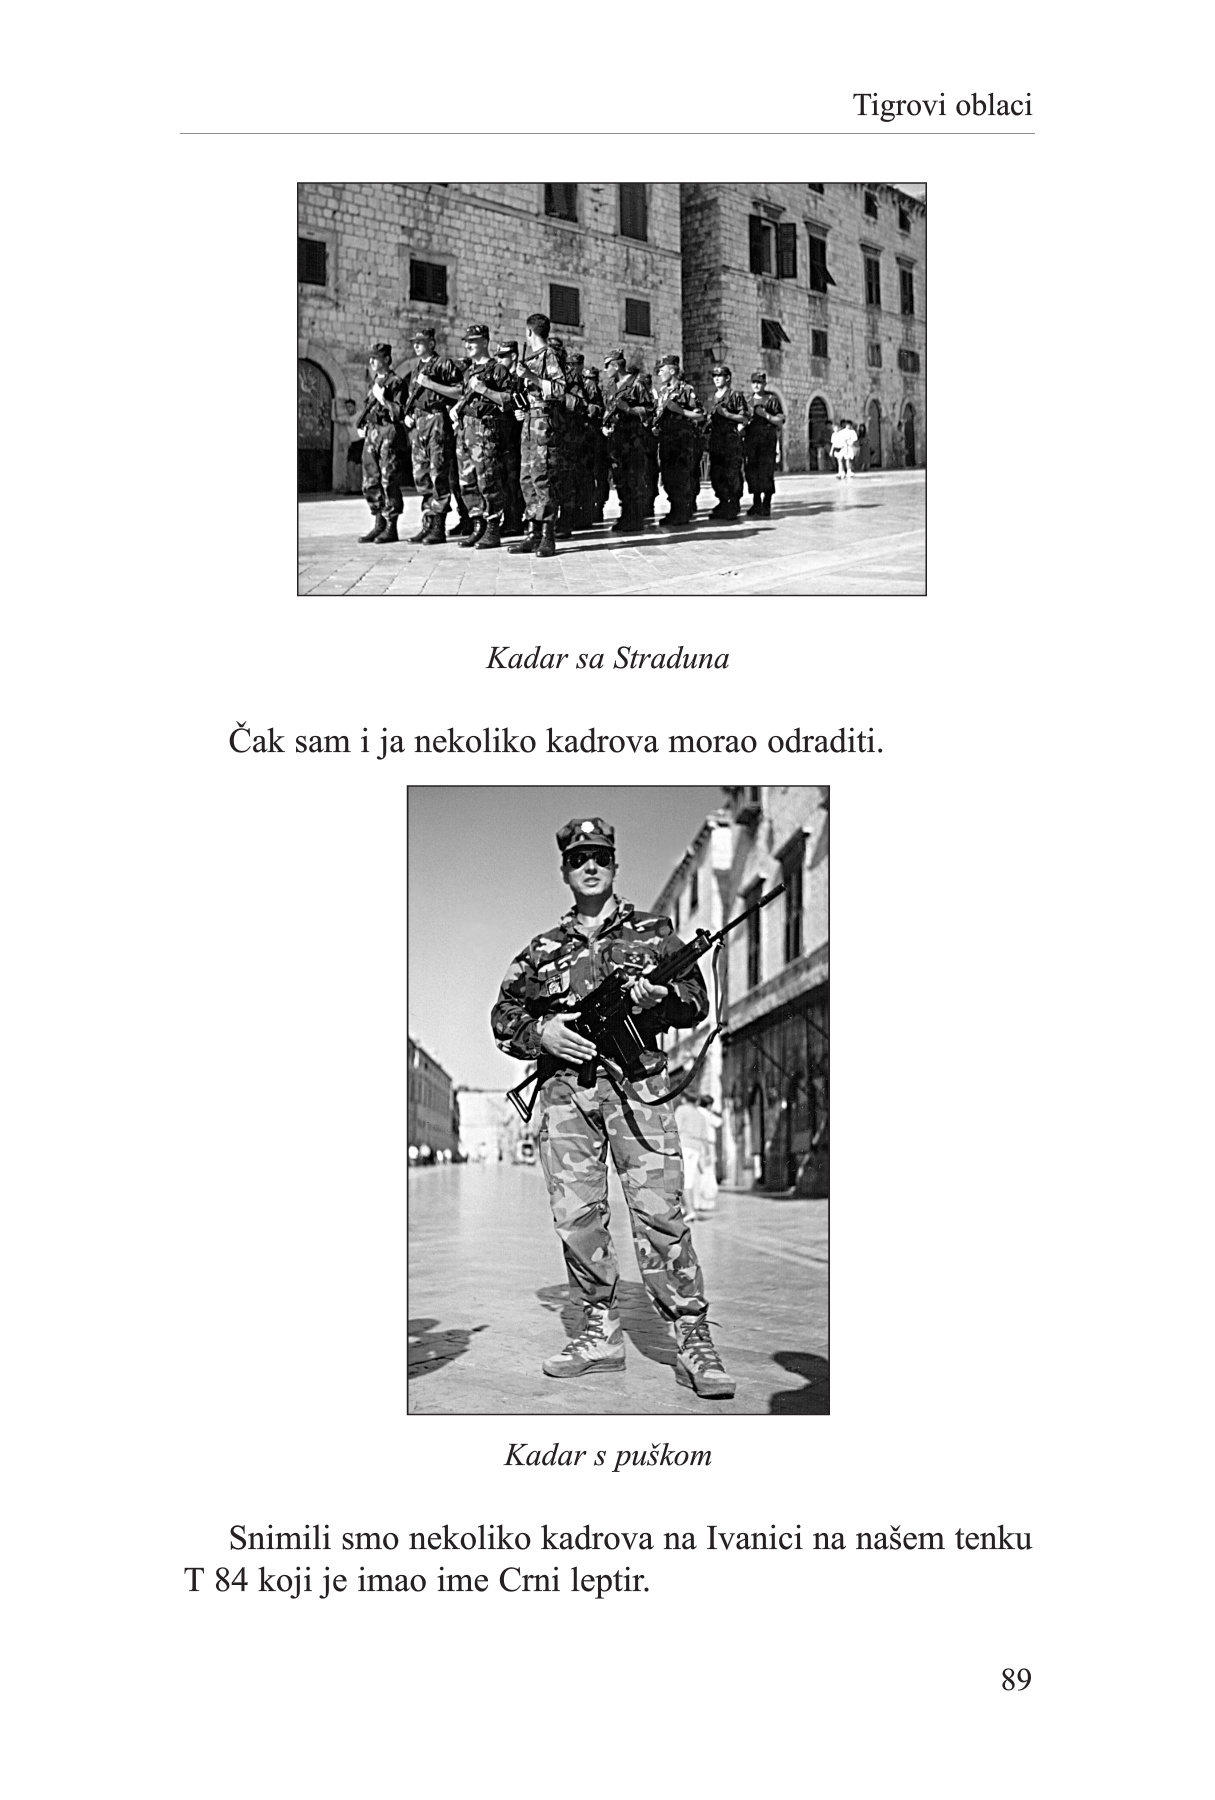 Tigrovi oblaci
Kadar sa Straduna
Čak sam i ja nekoliko kadrova morao odraditi.
Kadar s puškom
Snimili smo nekoliko kadrova na Ivanici na našem tenku
T 84 koji je imao ime Crni leptir.
89